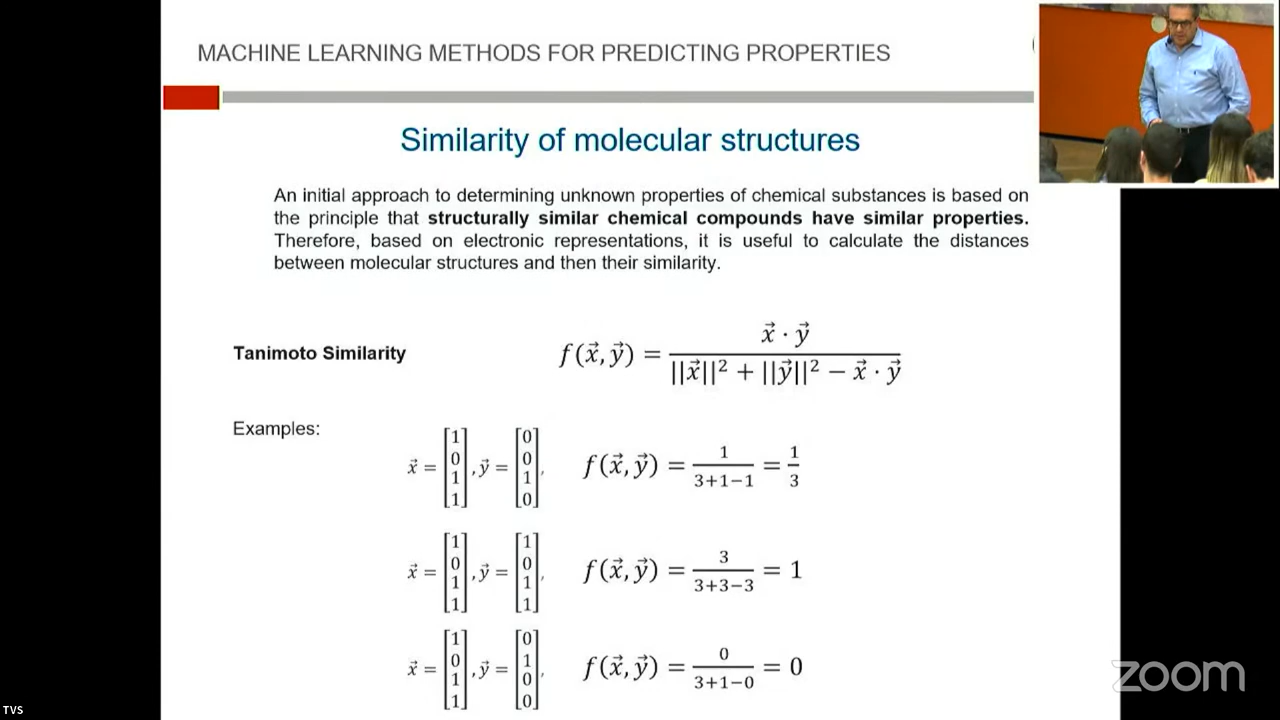 MACHINE LEARNING METHODS FOR PREDICTING PROPERTIES
Similarity of molecular structures
An initial approach to determining unknown properties of chemical substances is based on
the principle that structurally similar chemical compounds have similar properties.
Therefore, based on electronic representations, it is useful to calculate the distances
between molecular structures and then their similarity.
Tanimoto Similarity f(x⃗, y⃗) = x⃗ · y⃗ / ||x⃗||² + ||y⃗||² − x⃗ · y⃗
Examples:
x⃗ = [1 0 1 1], y⃗ = [0 0 1 0], f(x⃗, y⃗) = 1 / 3+1−1 = 1/3
x⃗ = [1 0 1 1], y⃗ = [1 0 1 1], f(x⃗, y⃗) = 3 / 3+3−3 = 1
x⃗ = [1 0 1 1], y⃗ = [0 1 0 0], f(x⃗, y⃗) = 0 / 3+1−0 = 0
zoom
TVS